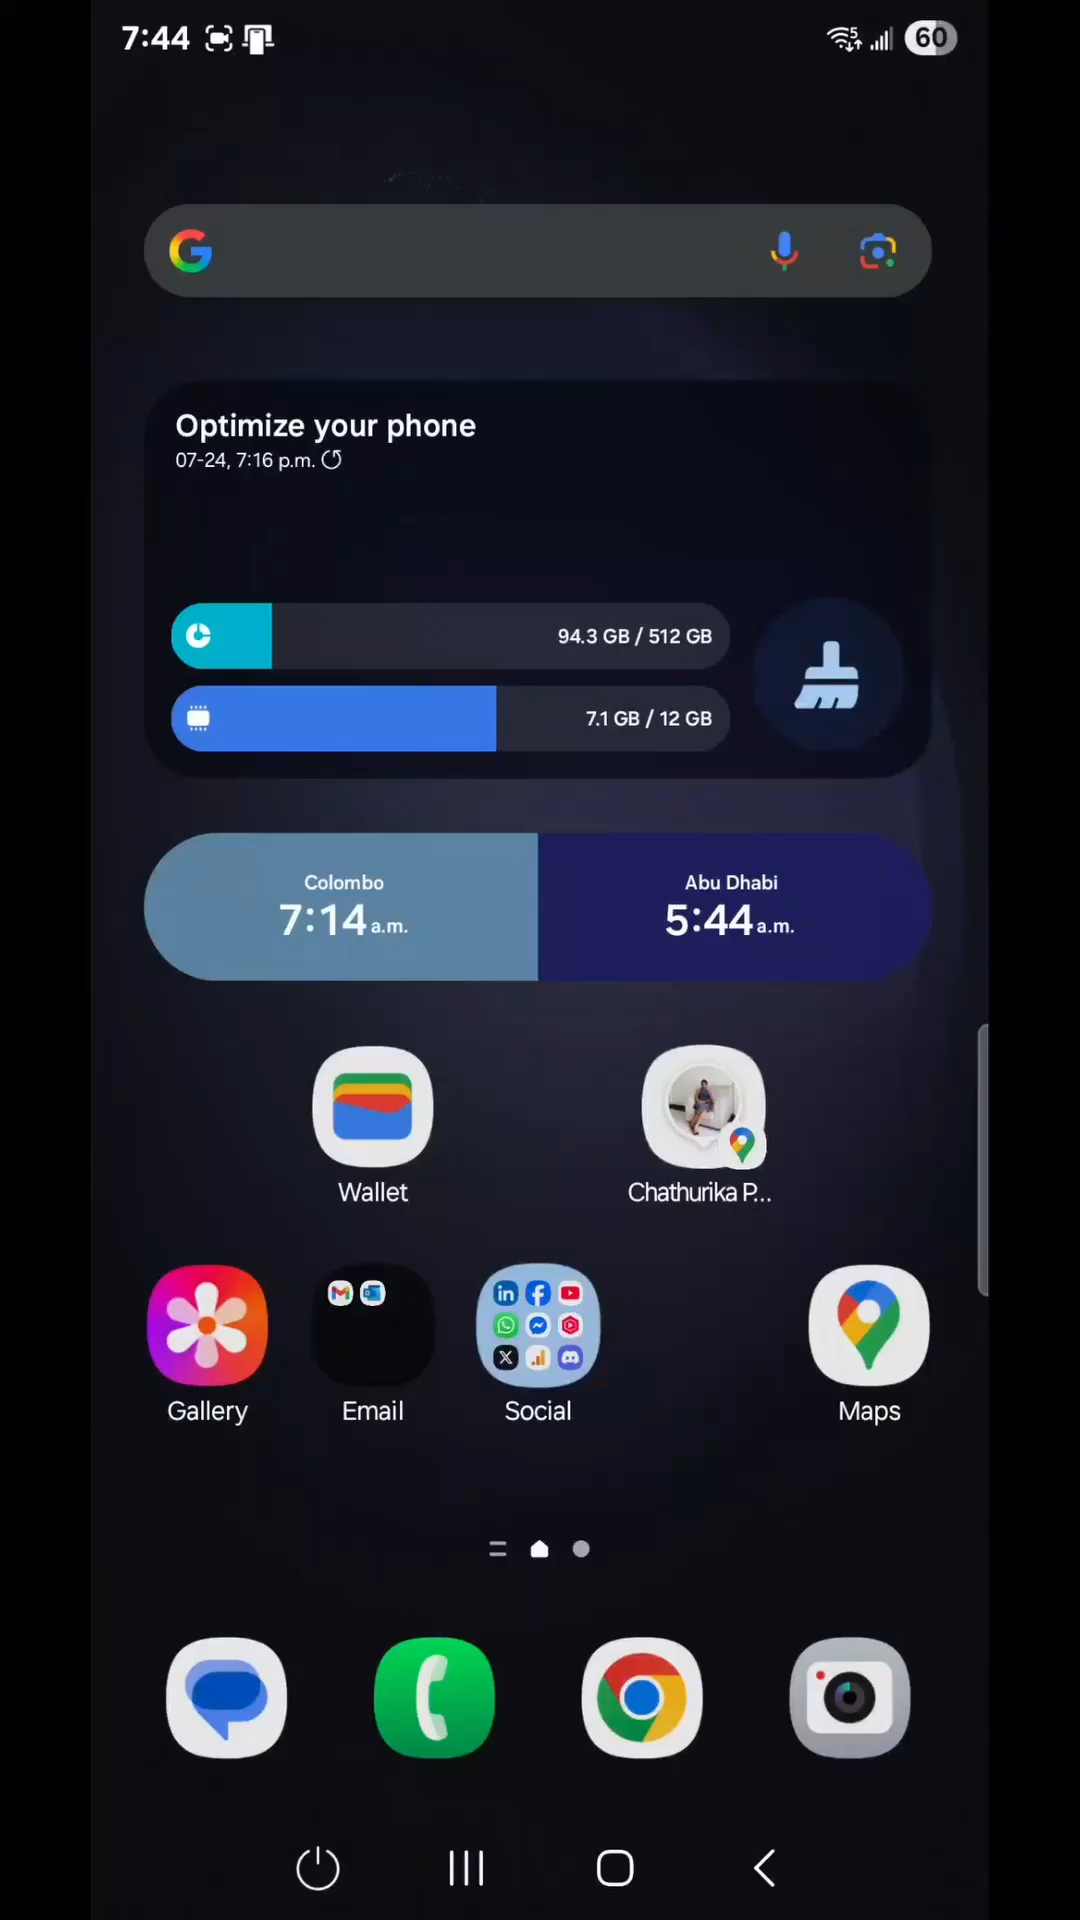 7:44
60
Optimize your phone
07-24, 7:16 p.m.
94.3 GB / 512 GB
7.1 GB / 12 GB
Colombo
7:14 a.m.
Abu Dhabi
5:44 a.m.
Wallet
Chathurika P...
Gallery
Email
Social
Maps